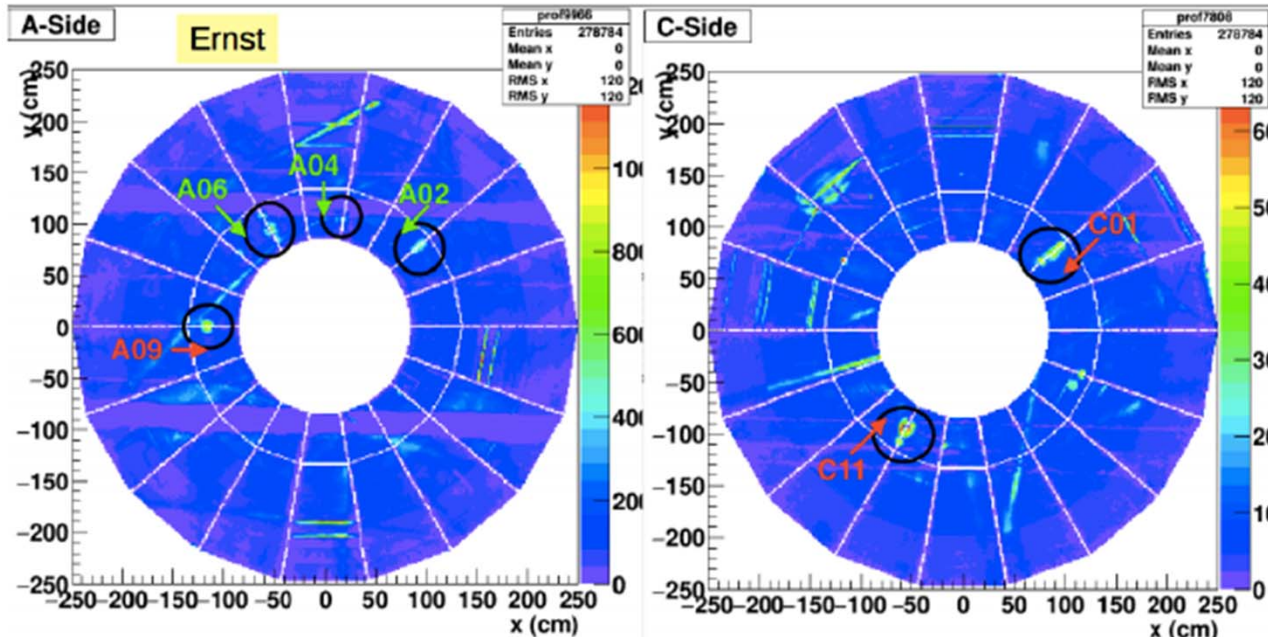 A-Side
Ernst
prof9966
Entries 278784
Mean x 0
Mean y 0
RMS x 120
RMS y 120
y (cm)
250
200
150
100
50
0
−50
−100
−150
−200
−250
A04
A06
A02
A09
800
600
400
200
0
−250 −200 −150 −100 −50 0 50 100 150 200 250
x (cm)
C-Side
prof7808
Entries 278784
Mean x 0
Mean y 0
RMS x 120
RMS y 120
y (cm)
250
200
150
100
50
0
−50
−100
−150
−200
−250
C01
C11
0
−250 −200 −150 −100 −50 0 50 100 150 200 250
x (cm)